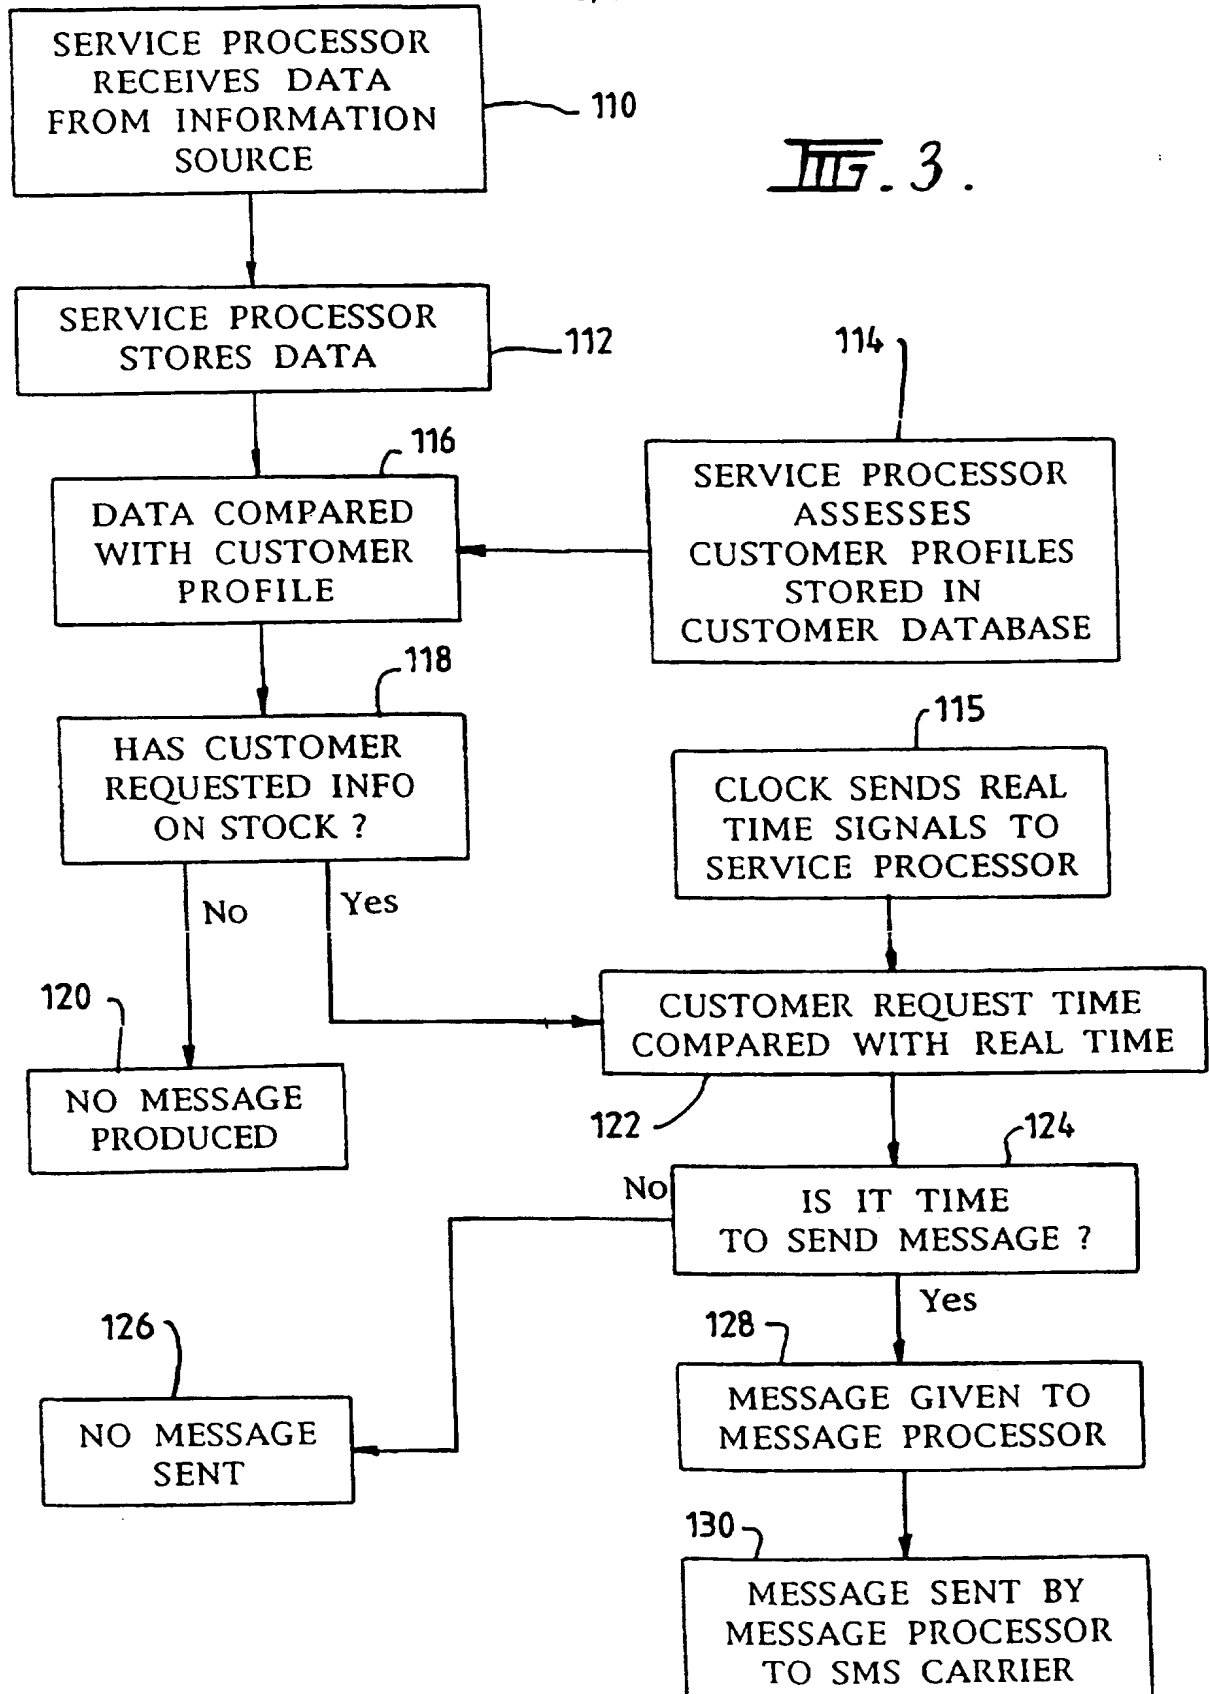 SERVICE PROCESSOR
RECEIVES DATA
FROM INFORMATION
SOURCE
110
FIG. 3.
SERVICE PROCESSOR
STORES DATA
112
114
116
DATA COMPARED
WITH CUSTOMER
PROFILE
SERVICE PROCESSOR
ASSESSES
CUSTOMER PROFILES
STORED IN
CUSTOMER DATABASE
118
HAS CUSTOMER
REQUESTED INFO
ON STOCK ?
115
CLOCK SENDS REAL
TIME SIGNALS TO
SERVICE PROCESSOR
No
Yes
120
NO MESSAGE
PRODUCED
CUSTOMER REQUEST TIME
COMPARED WITH REAL TIME
122
124
No
IS IT TIME
TO SEND MESSAGE ?
Yes
126
NO MESSAGE
SENT
128
MESSAGE GIVEN TO
MESSAGE PROCESSOR
130
MESSAGE SENT BY
MESSAGE PROCESSOR
TO SMS CARRIER